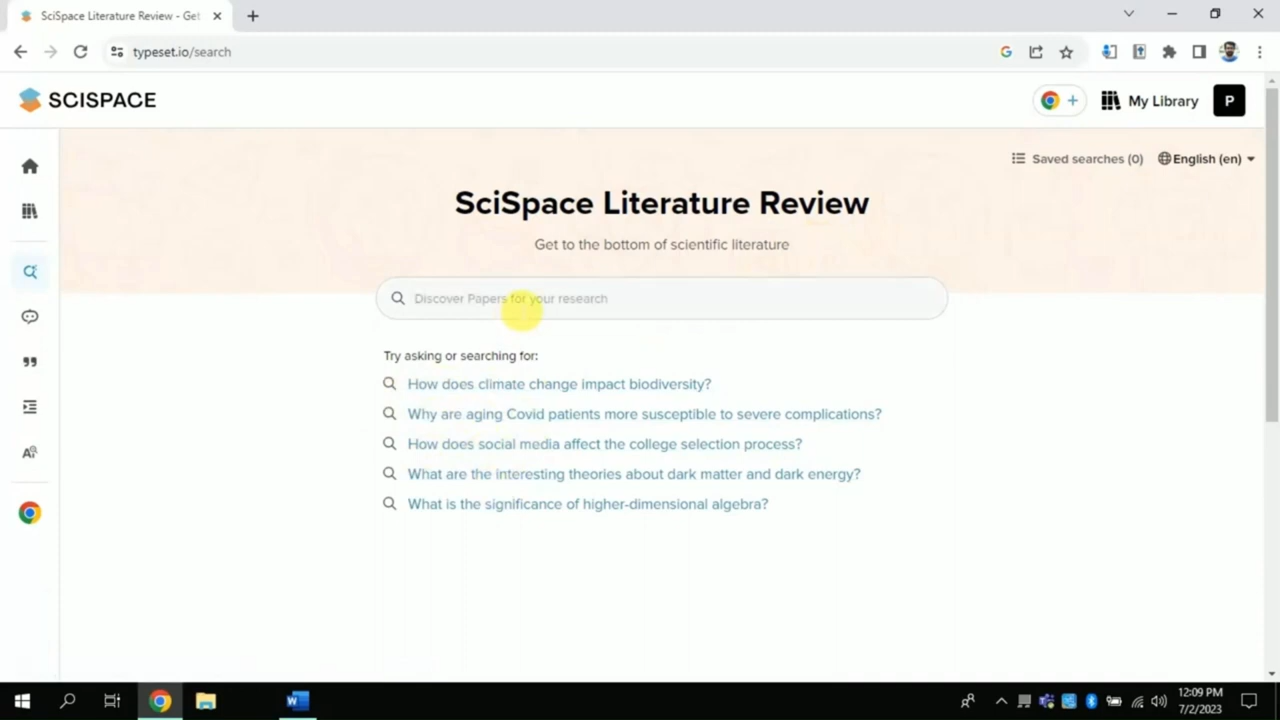 SciSpace Literature Review - Get
typeset.io/search
SCISPACE
My Library
P
Saved searches (0)
English (en)
SciSpace Literature Review
Get to the bottom of scientific literature
Discover Papers for your research
Try asking or searching for:
How does climate change impact biodiversity?
Why are aging Covid patients more susceptible to severe complications?
How does social media affect the college selection process?
What are the interesting theories about dark matter and dark energy?
What is the significance of higher-dimensional algebra?
12:09 PM
7/2/2023